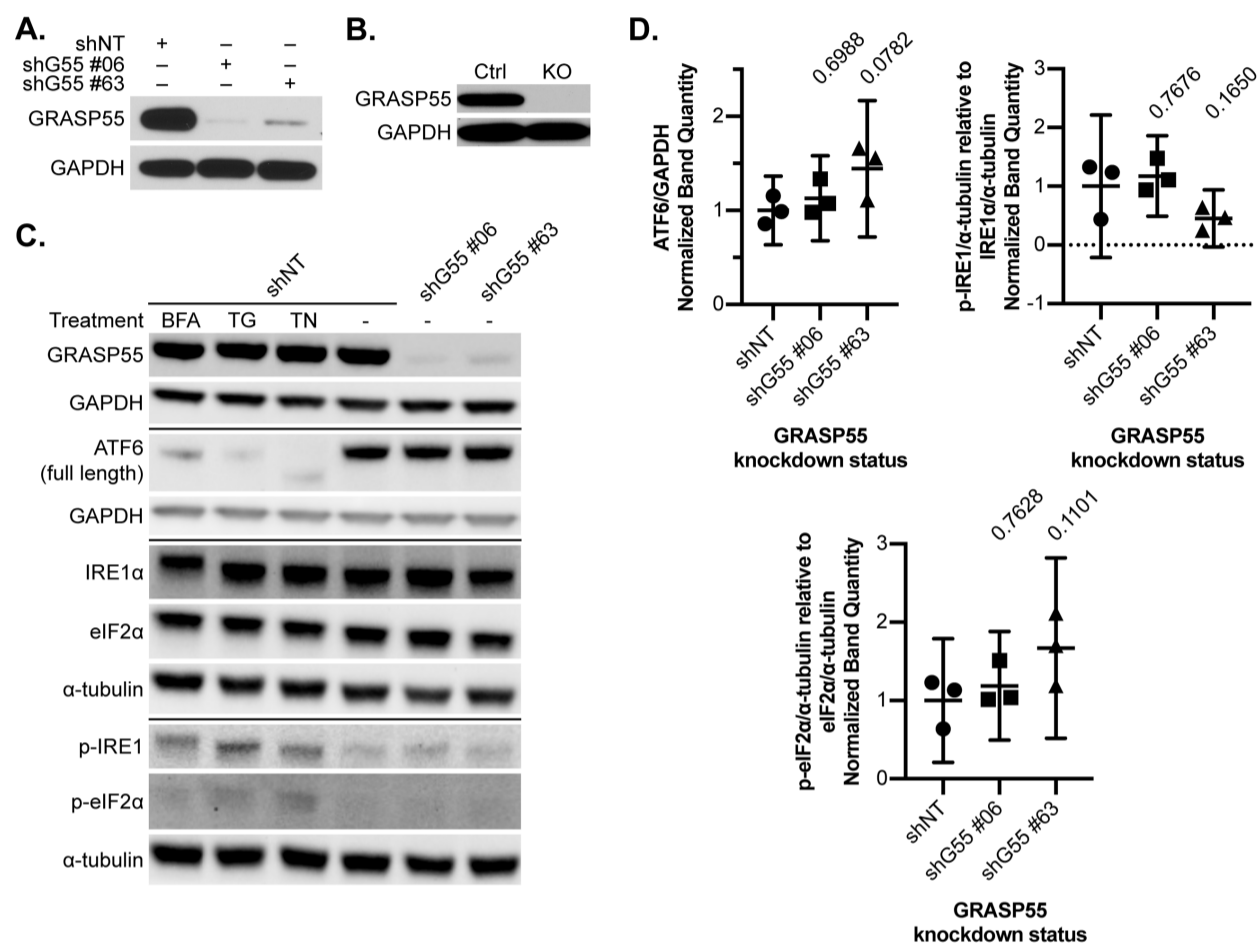 A.
shNT + – –
shG55 #06 – + –
shG55 #63 – – +
GRASP55
GAPDH
B.
Ctrl KO
GRASP55
GAPDH
C.
shNT
shG55 #06
shG55 #63
Treatment BFA TG TN - - -
GRASP55
GAPDH
ATF6
(full length)
GAPDH
IRE1α
eIF2α
α-tubulin
p-IRE1
p-eIF2α
α-tubulin
D.
0.6988
0.0782
ATF6/GAPDH
Normalized Band Quantity
2
1
0
shNT
shG55 #06
shG55 #63
GRASP55
knockdown status
0.7676
0.1650
p-IRE1/α-tubulin relative to
IRE1α/α-tubulin
Normalized Band Quantity
3
2
1
0
-1
shNT
shG55 #06
shG55 #63
GRASP55
knockdown status
0.7628
0.1101
p-eIF2α/α-tubulin relative to
eIF2α/α-tubulin
Normalized Band Quantity
3
2
1
0
shNT
shG55 #06
shG55 #63
GRASP55
knockdown status